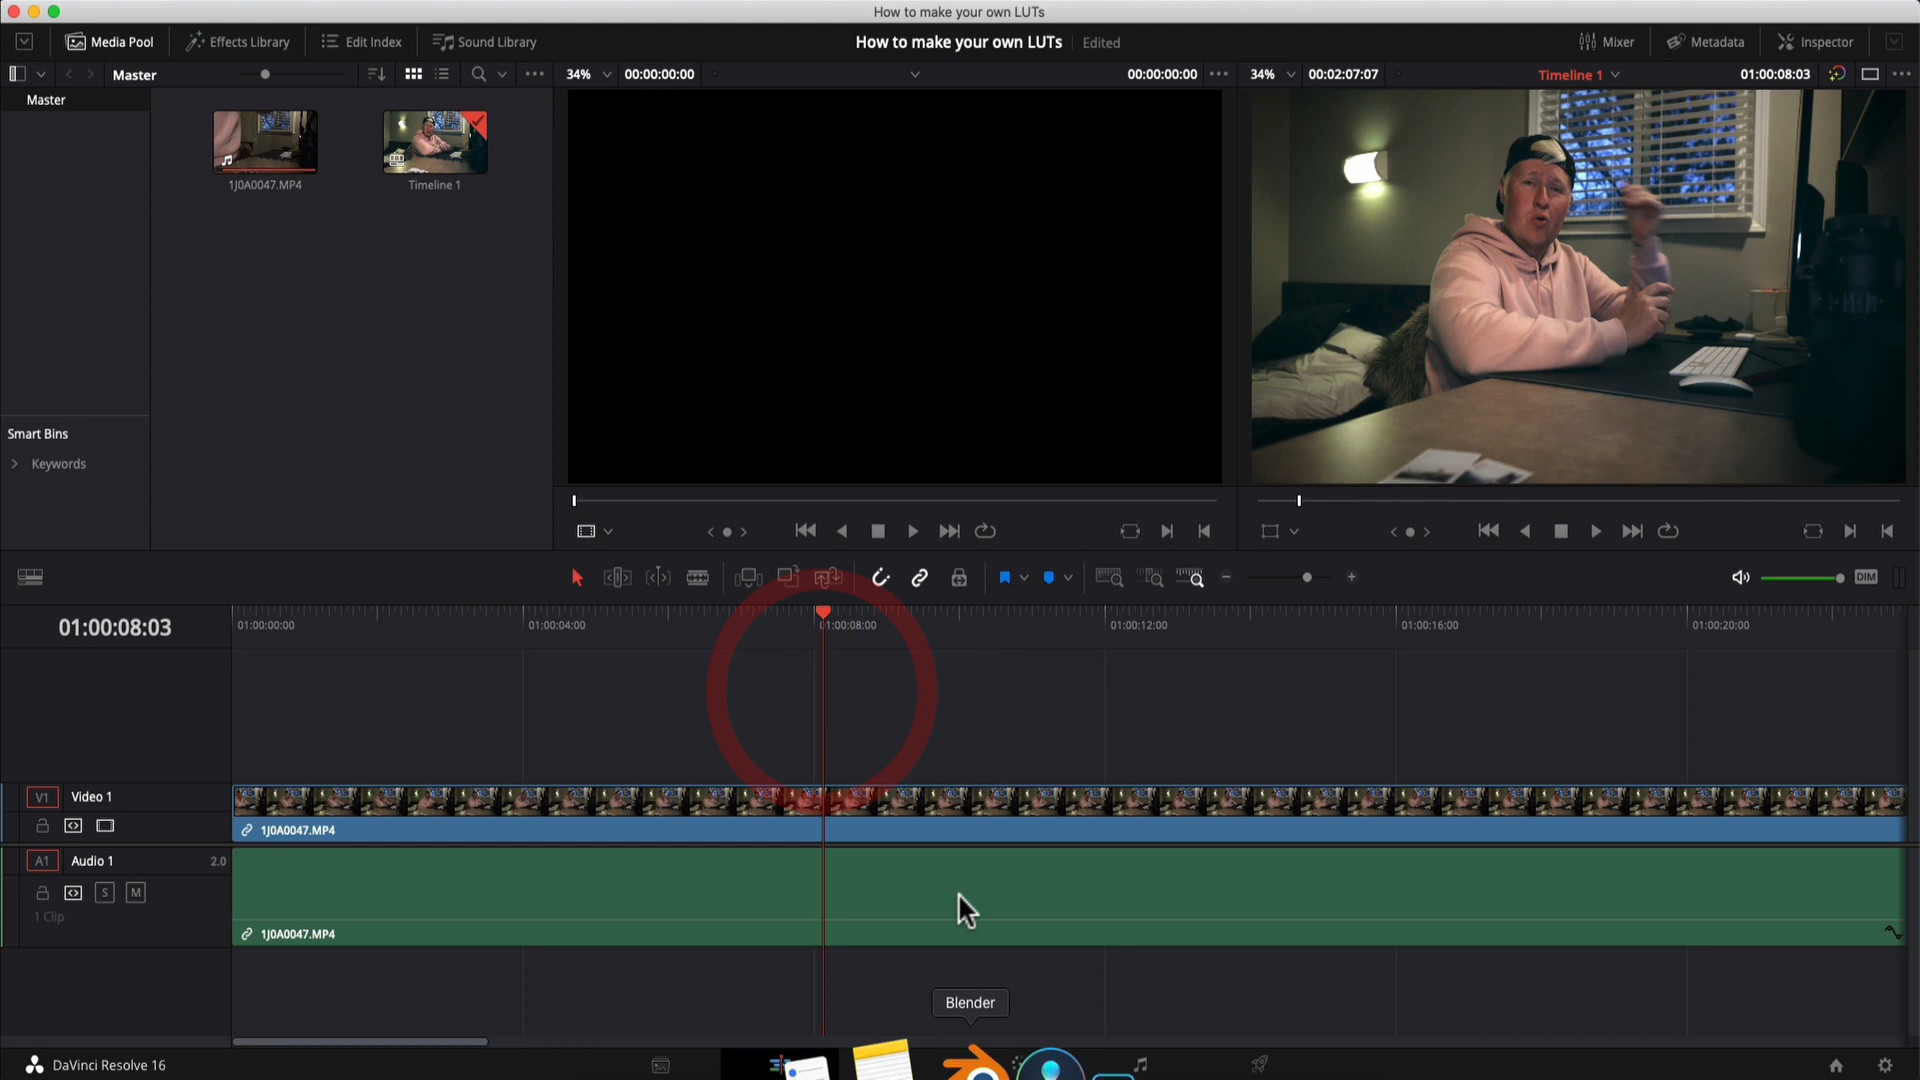 How to make your own LUTs
Media Pool
Effects Library
Edit Index
Sound Library
How to make your own LUTs
Edited
Mixer
Metadata
Inspector
Master
34%
00:00:00:00
00:00:00:00
34%
00:02:07:07
Timeline 1
01:00:08:03
Master
1J0A0047.MP4
Timeline 1
Smart Bins
Keywords
DIM
01:00:08:03
01:00:00:00
01:00:04:00
01:00:08:00
01:00:12:00
01:00:16:00
01:00:20:00
V1
Video 1
1J0A0047.MP4
A1
Audio 1
2.0
S
M
1 Clip
1J0A0047.MP4
Blender
DaVinci Resolve 16